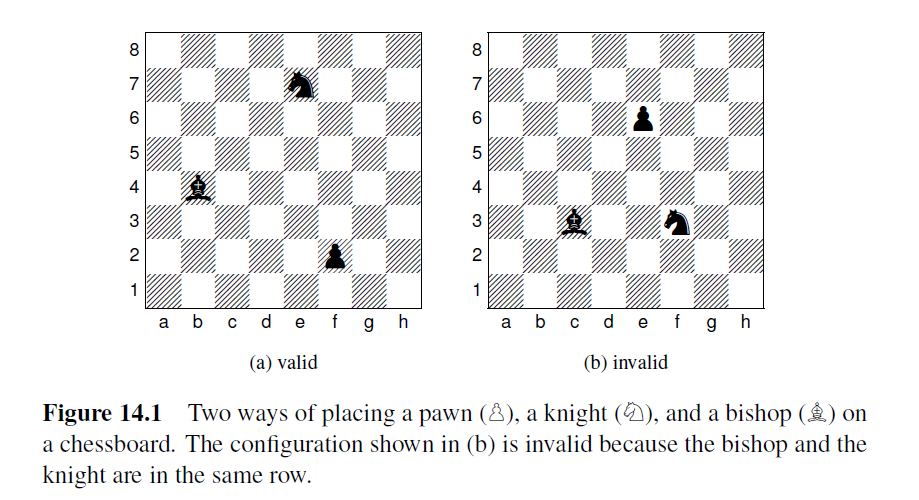 8 8
7 7
6 6
5 5
4 4
3 3
2 2
1 1
a b c d e f g h a b c d e f g h
(a) valid (b) invalid
Figure 14.1 Two ways of placing a pawn (♙), a knight (♘), and a bishop (♗) on
a chessboard. The configuration shown in (b) is invalid because the bishop and the
knight are in the same row.